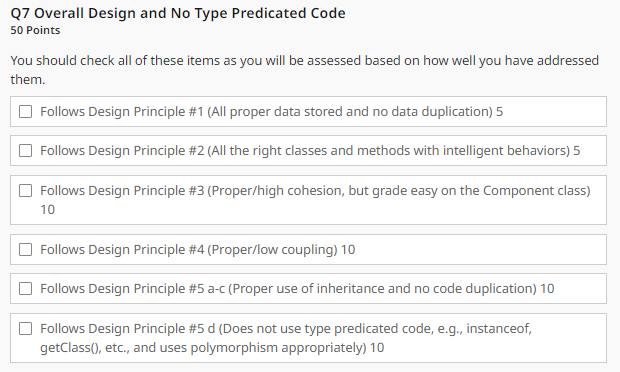 Q7 Overall Design and No Type Predicated Code
50 Points
You should check all of these items as you will be assessed based on how well you have addressed
them.
Follows Design Principle #1 (All proper data stored and no data duplication) 5
Follows Design Principle #2 (All the right classes and methods with intelligent behaviors) 5
Follows Design Principle #3 (Proper/high cohesion, but grade easy on the Component class)
10
Follows Design Principle #4 (Proper/low coupling) 10
Follows Design Principle #5 a-c (Proper use of inheritance and no code duplication) 10
Follows Design Principle #5 d (Does not use type predicated code, e.g., instanceof,
getClass(), etc., and uses polymorphism appropriately) 10